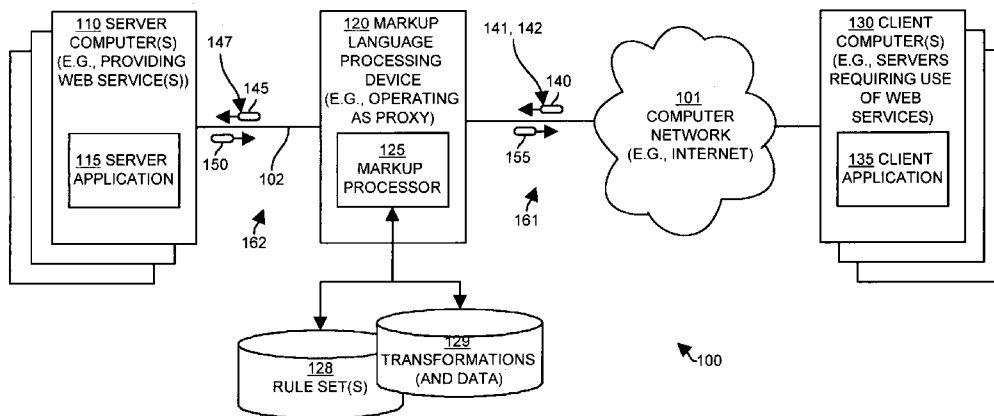 110 SERVER
COMPUTER(S)
(E.G., PROVIDING
WEB SERVICE(S))
115 SERVER
APPLICATION
147
145
150
102
162
120 MARKUP
LANGUAGE
PROCESSING
DEVICE
(E.G., OPERATING
AS PROXY)
125
MARKUP
PROCESSOR
141, 142
140
155
161
101
COMPUTER
NETWORK
(E.G., INTERNET)
130 CLIENT
COMPUTER(S)
(E.G., SERVERS
REQUIRING USE
OF WEB
SERVICES)
135 CLIENT
APPLICATION
128
RULE SET(S)
129
TRANSFORMATIONS
(AND DATA)
100